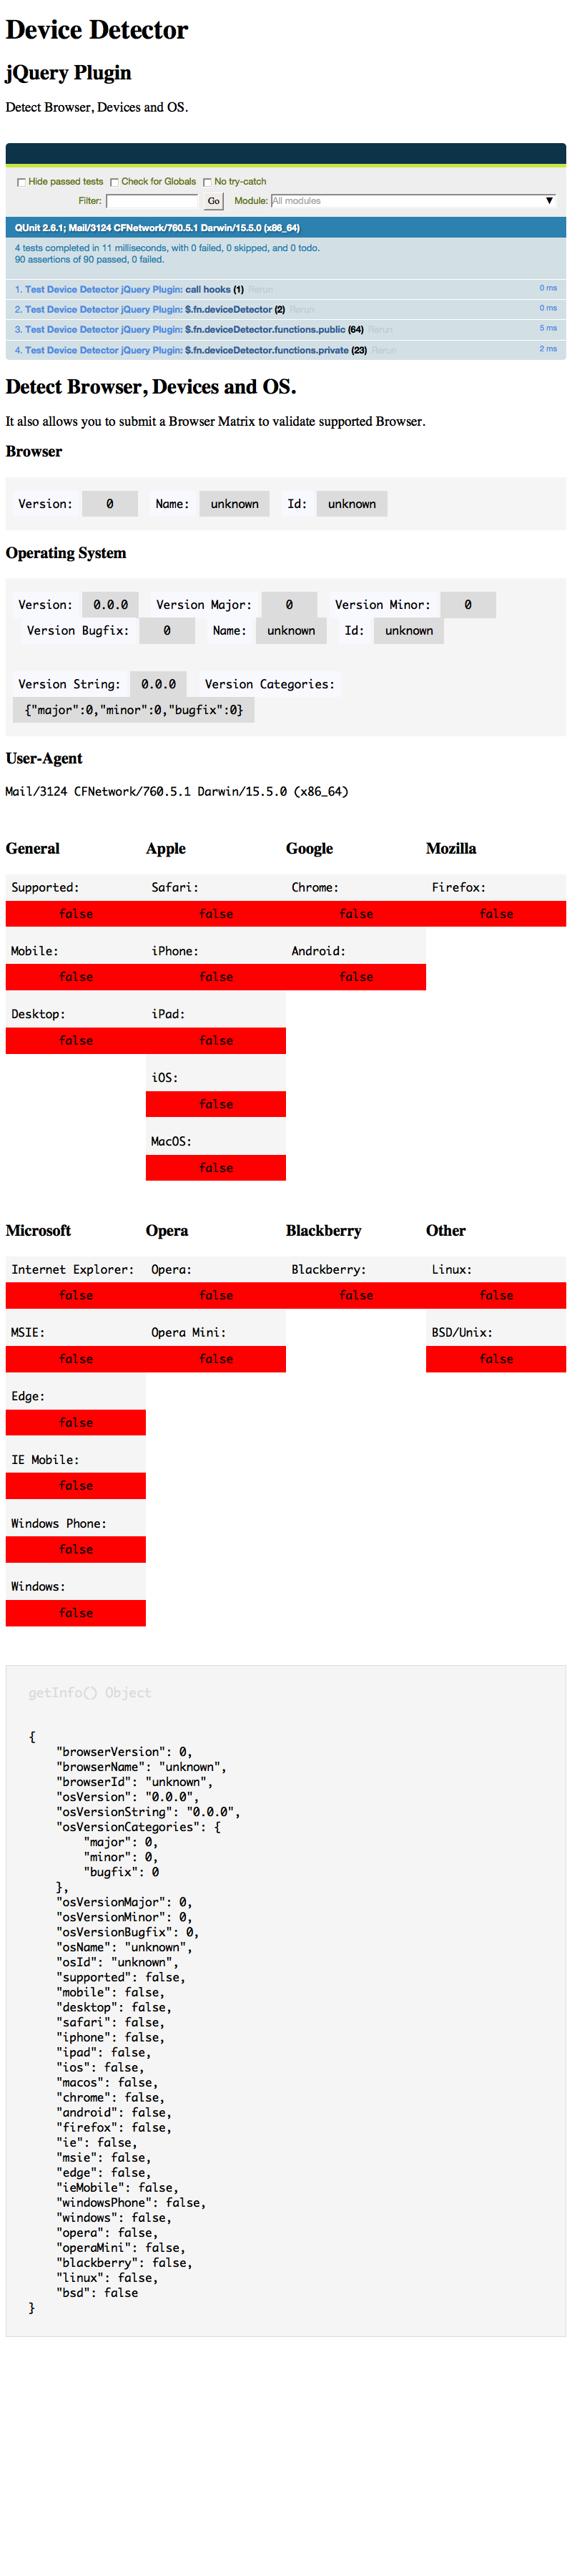 Device Detector
jQuery Plugin
Detect Browser, Devices and OS.
Hide passed tests Check for Globals No try-catch
Filter: Go Module: All modules ▼
QUnit 2.6.1; Mail/3124 CFNetwork/760.5.1 Darwin/15.5.0 (x86_64)
4 tests completed in 11 milliseconds, with 0 failed, 0 skipped, and 0 todo.
90 assertions of 90 passed, 0 failed.
1. Test Device Detector jQuery Plugin: call hooks (1) Rerun 0 ms
2. Test Device Detector jQuery Plugin: $.fn.deviceDetector (2) Rerun 0 ms
3. Test Device Detector jQuery Plugin: $.fn.deviceDetector.functions.public (64) Rerun 5 ms
4. Test Device Detector jQuery Plugin: $.fn.deviceDetector.functions.private (23) Rerun 2 ms
Detect Browser, Devices and OS.
It also allows you to submit a Browser Matrix to validate supported Browser.
Browser
Version: 0 Name: unknown Id: unknown
Operating System
Version: 0.0.0 Version Major: 0 Version Minor: 0
Version Bugfix: 0 Name: unknown Id: unknown
Version String: 0.0.0 Version Categories:
{"major":0,"minor":0,"bugfix":0}
User-Agent
Mail/3124 CFNetwork/760.5.1 Darwin/15.5.0 (x86_64)
General Apple Google Mozilla
Supported: Safari: Chrome: Firefox:
false false false false
Mobile: iPhone: Android:
false false false
Desktop: iPad:
false false
iOS:
false
MacOS:
false
Microsoft Opera Blackberry Other
Internet Explorer: Opera: Blackberry: Linux:
false false false false
MSIE: Opera Mini: BSD/Unix:
false false false
Edge:
false
IE Mobile:
false
Windows Phone:
false
Windows:
false
getInfo() Object
{
"browserVersion": 0,
"browserName": "unknown",
"browserId": "unknown",
"osVersion": "0.0.0",
"osVersionString": "0.0.0",
"osVersionCategories": {
"major": 0,
"minor": 0,
"bugfix": 0
},
"osVersionMajor": 0,
"osVersionMinor": 0,
"osVersionBugfix": 0,
"osName": "unknown",
"osId": "unknown",
"supported": false,
"mobile": false,
"desktop": false,
"safari": false,
"iphone": false,
"ipad": false,
"ios": false,
"macos": false,
"chrome": false,
"android": false,
"firefox": false,
"ie": false,
"msie": false,
"edge": false,
"ieMobile": false,
"windowsPhone": false,
"windows": false,
"opera": false,
"operaMini": false,
"blackberry": false,
"linux": false,
"bsd": false
}